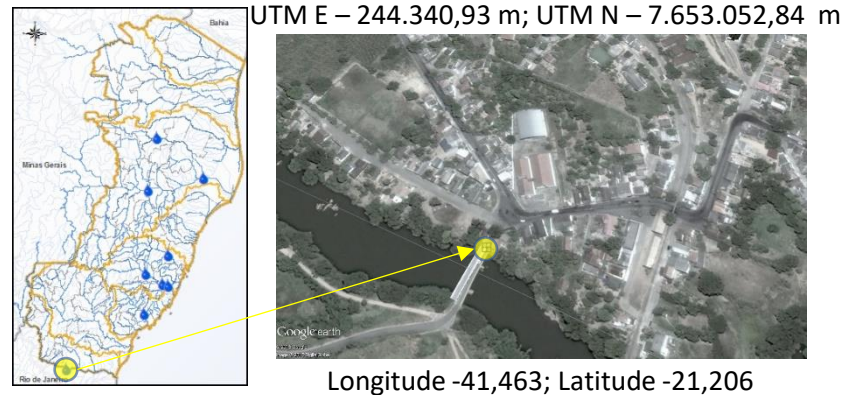 UTM E – 244.340,93 m; UTM N – 7.653.052,84 m
Bahia
Minas Gerais
Google earth
Rio de Janeiro
Longitude -41,463; Latitude -21,206